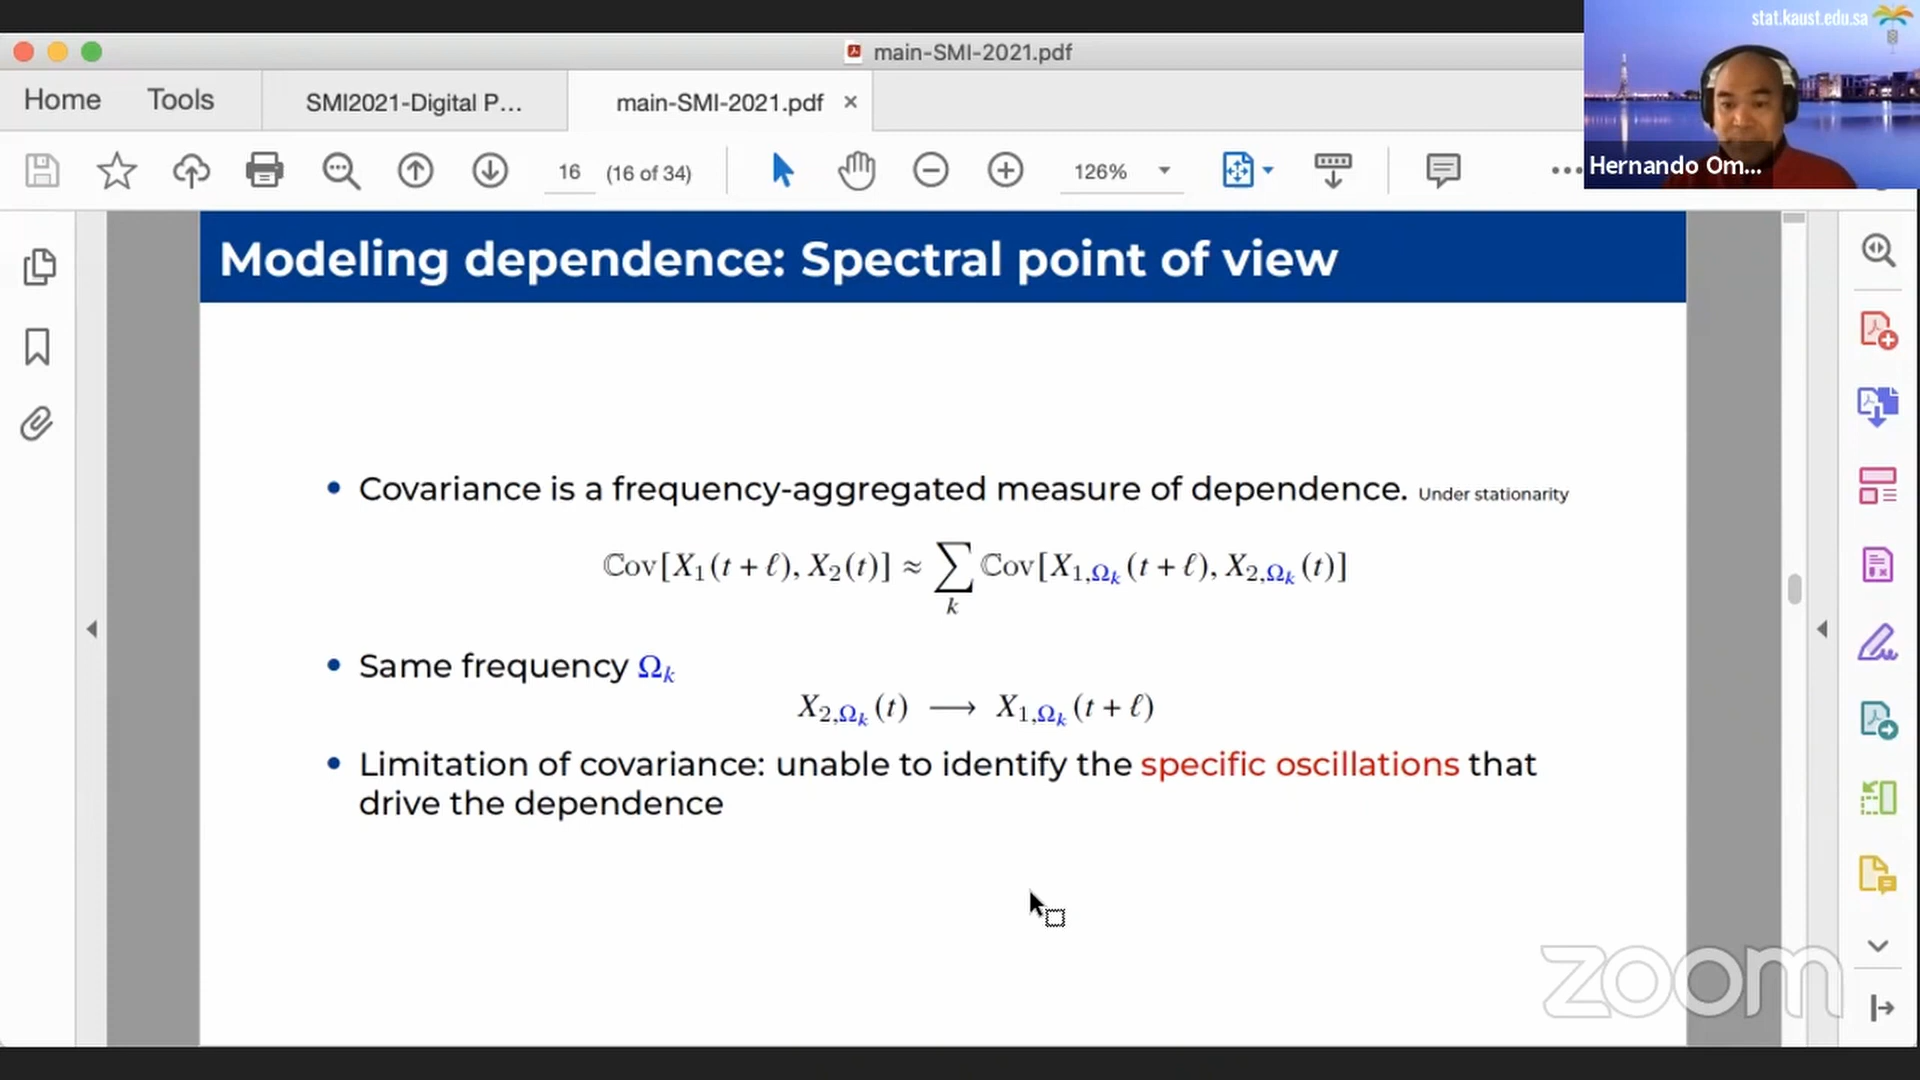 stat.kaust.edu.sa
main-SMI-2021.pdf
Home Tools SMI2021-Digital P... main-SMI-2021.pdf ×
16 (16 of 34) 126%
Hernando Om...
Modeling dependence: Spectral point of view
• Covariance is a frequency-aggregated measure of dependence. Under stationarity
ℂov[X₁(t + ℓ), X₂(t)] ≈ ∑ₖ ℂov[X₁,Ωₖ(t + ℓ), X₂,Ωₖ(t)]
• Same frequency Ωₖ
X₂,Ωₖ(t) ⟶ X₁,Ωₖ(t + ℓ)
• Limitation of covariance: unable to identify the specific oscillations that
drive the dependence
zoom